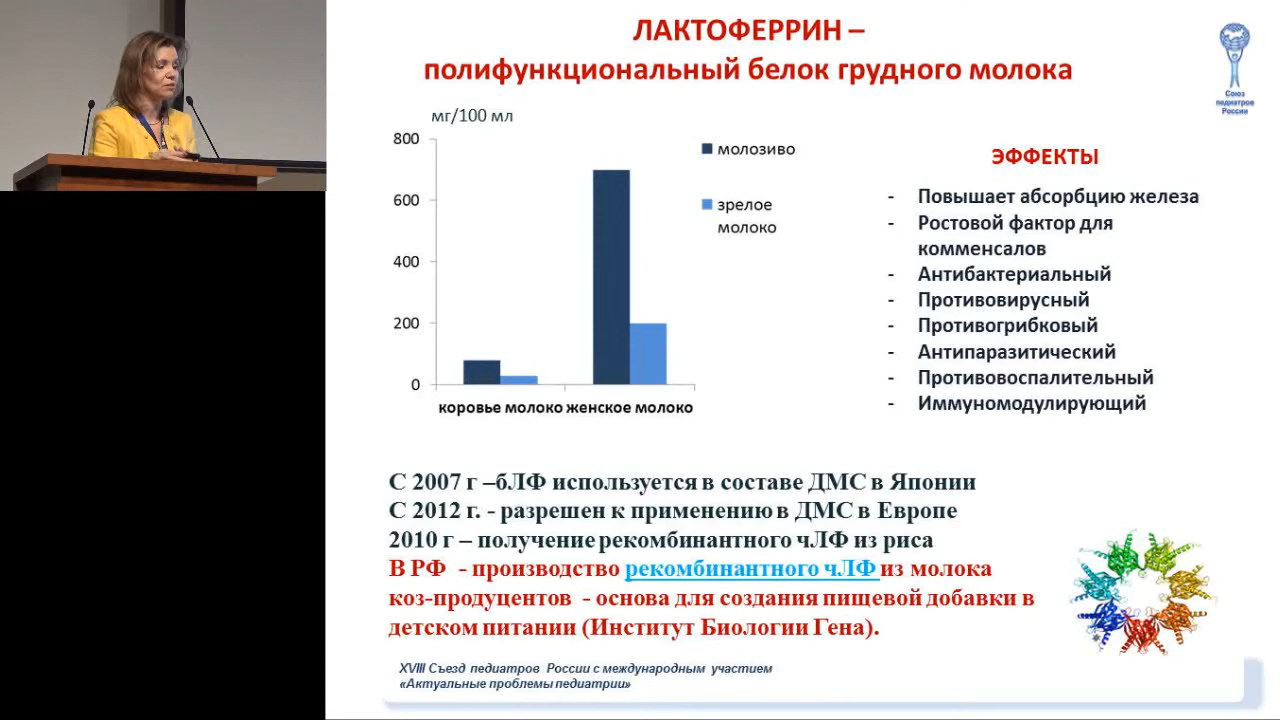 ЛАКТОФЕРРИН –
полифункциональный белок грудного молока
Союз
педиатров
России
мг/100 мл
800
600
400
200
0
молозиво
зрелое
молоко
коровье молоко женское молоко
ЭФФЕКТЫ
- Повышает абсорбцию железа
- Ростовой фактор для
комменсалов
- Антибактериальный
- Противовирусный
- Противогрибковый
- Антипаразитический
- Противовоспалительный
- Иммуномодулирующий
С 2007 г –бЛФ используется в составе ДМС в Японии
С 2012 г. - разрешен к применению в ДМС в Европе
2010 г – получение рекомбинантного чЛФ из риса
В РФ - производство рекомбинантного чЛФ из молока
коз-продуцентов - основа для создания пищевой добавки в
детском питании (Институт Биологии Гена).
XVIII Съезд педиатров России с международным участием
«Актуальные проблемы педиатрии»